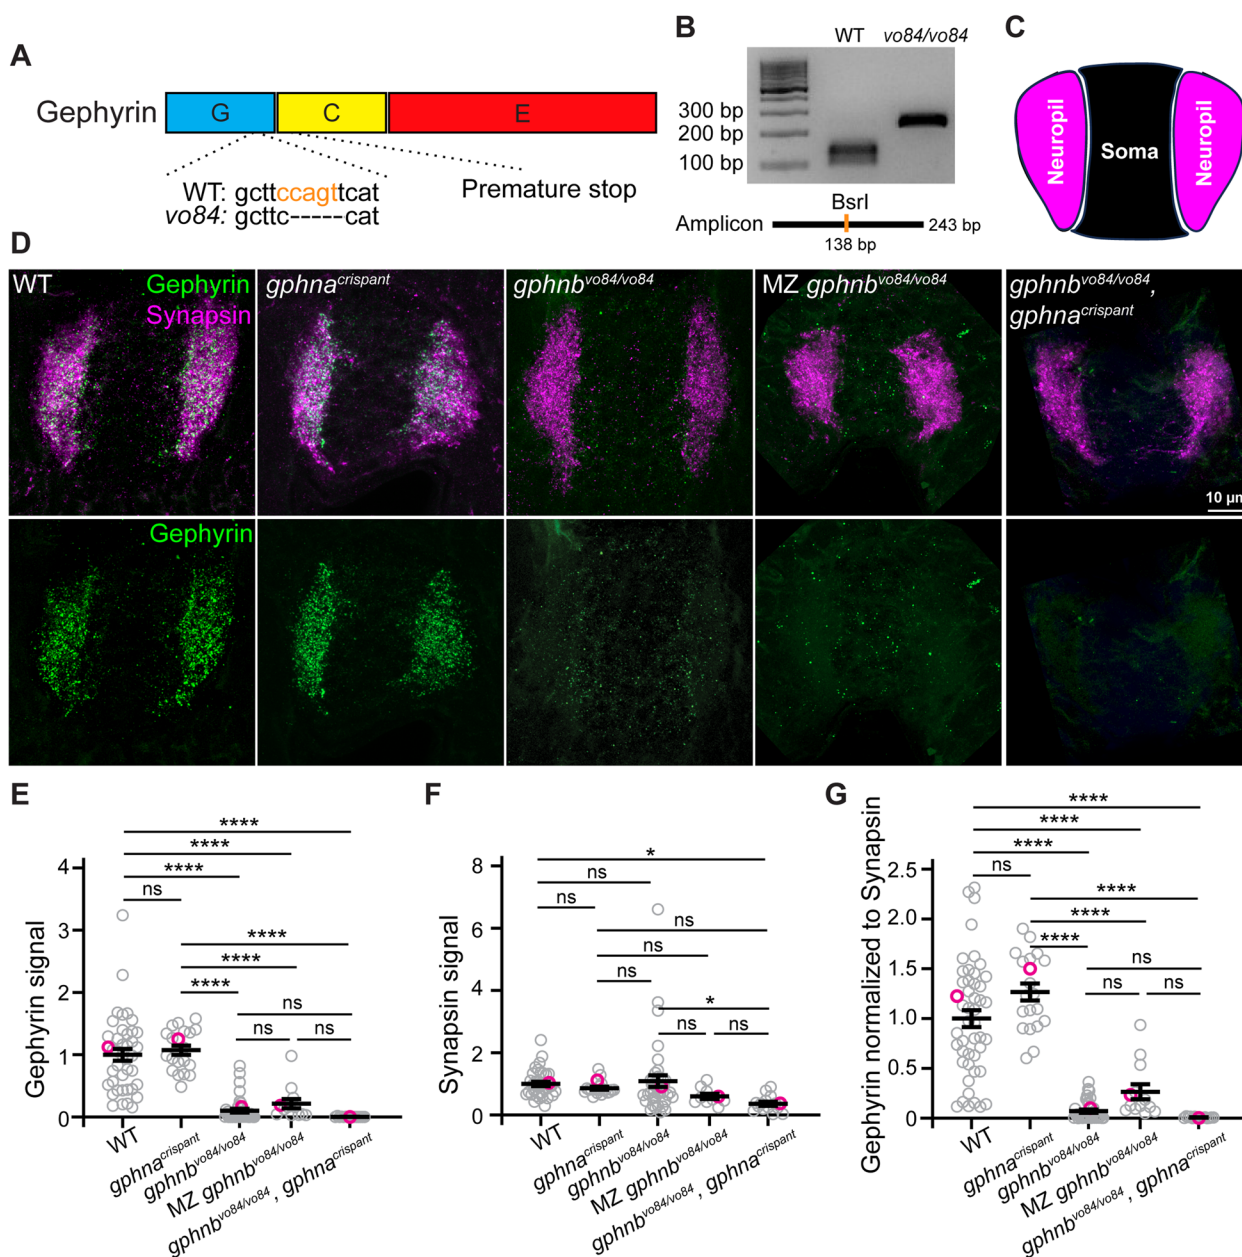 A
Gephyrin
G
C
E
WT: gcttccagttcat
vo84: gcttc-----cat
Premature stop
B
WT
vo84/vo84
300 bp
200 bp
100 bp
BsrI
Amplicon
243 bp
138 bp
C
Neuropil
Soma
Neuropil
D
WT
Gephyrin
Synapsin
gphna^crispant
gphnb^vo84/vo84
MZ gphnb^vo84/vo84
gphnb^vo84/vo84,
gphna^crispant
10 µm
Gephyrin
E
****
****
****
ns
****
****
****
ns
ns
ns
Gephyrin signal
4
3
2
1
0
WT
gphna^crispant
gphnb^vo84/vo84
MZ gphnb^vo84/vo84
gphnb^vo84/vo84, gphna^crispant
F
*
ns
ns
ns
ns
ns
*
ns
ns
Synapsin signal
8
6
4
2
0
WT
gphna^crispant
gphnb^vo84/vo84
MZ gphnb^vo84/vo84
gphnb^vo84/vo84, gphna^crispant
G
****
****
****
ns
****
****
****
ns
ns
ns
Gephyrin normalized to Synapsin
2.5
2.0
1.5
1.0
0.5
0
WT
gphna^crispant
gphnb^vo84/vo84
MZ gphnb^vo84/vo84
gphnb^vo84/vo84, gphna^crispant